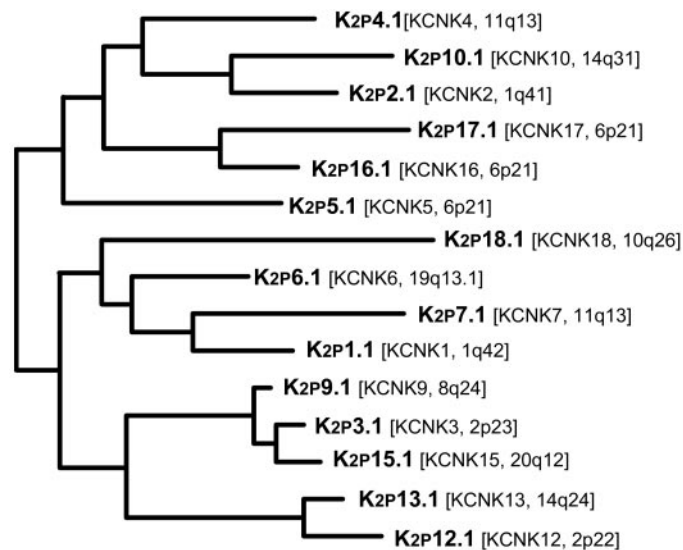 K2P4.1[KCNK4, 11q13]
K2P10.1 [KCNK10, 14q31]
K2P2.1 [KCNK2, 1q41]
K2P17.1 [KCNK17, 6p21]
K2P16.1 [KCNK16, 6p21]
K2P5.1 [KCNK5, 6p21]
K2P18.1 [KCNK18, 10q26]
K2P6.1 [KCNK6, 19q13.1]
K2P7.1 [KCNK7, 11q13]
K2P1.1 [KCNK1, 1q42]
K2P9.1 [KCNK9, 8q24]
K2P3.1 [KCNK3, 2p23]
K2P15.1 [KCNK15, 20q12]
K2P13.1 [KCNK13, 14q24]
K2P12.1 [KCNK12, 2p22]